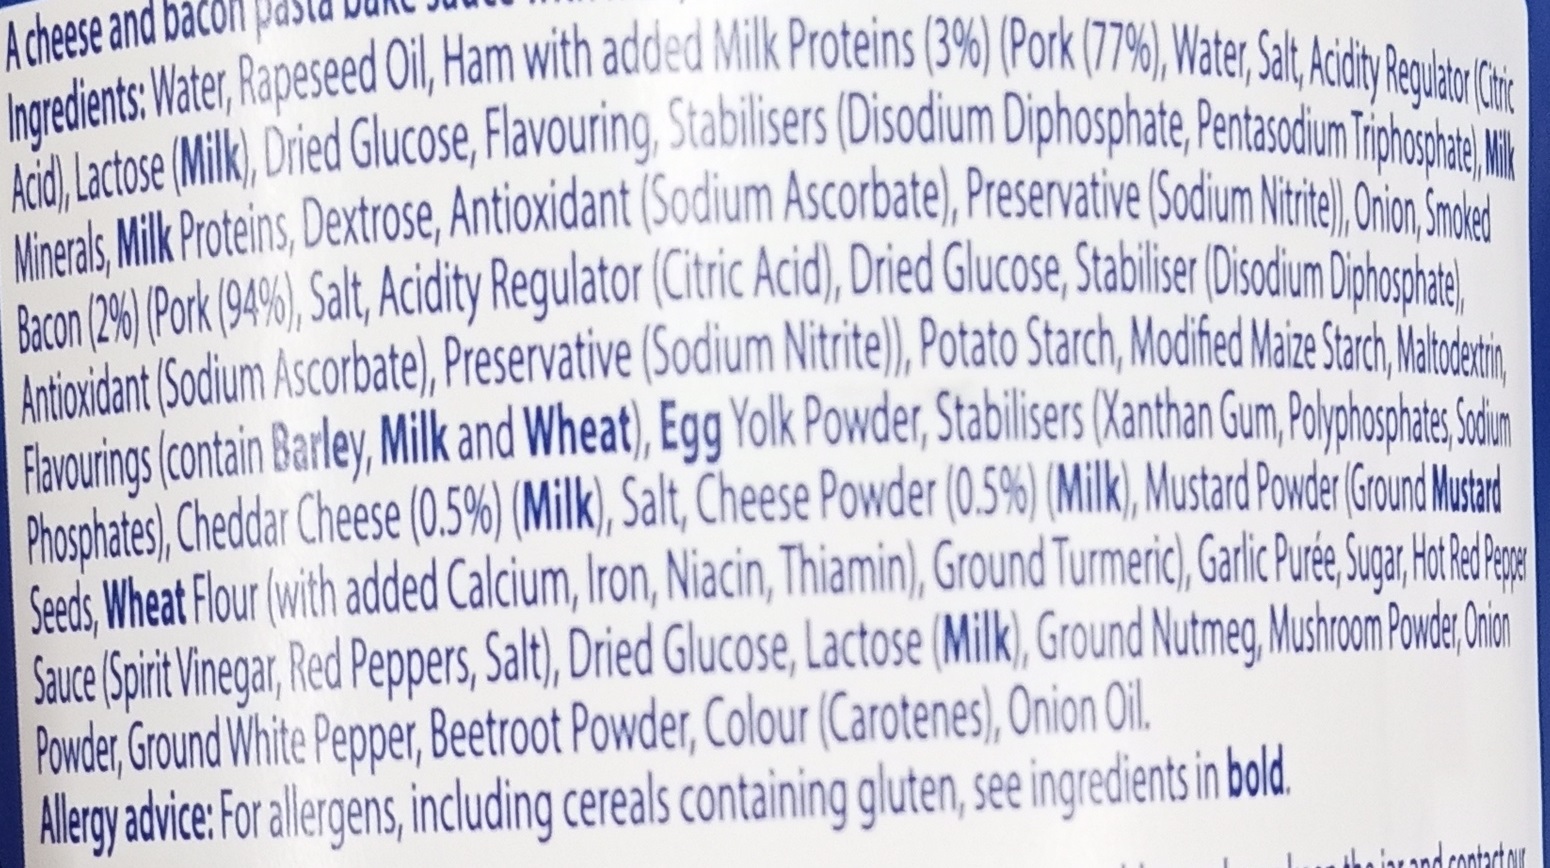 A cheese and bacon pasta bake sauce
Ingredients: Water, Rapeseed Oil, Ham with added Milk Proteins (3%) (Pork (77%), Water, Salt, Acidity Regulator (Citric
Acid), Lactose (Milk), Dried Glucose, Flavouring, Stabilisers (Disodium Diphosphate, Pentasodium Triphosphate), Milk
Minerals, Milk Proteins, Dextrose, Antioxidant (Sodium Ascorbate), Preservative (Sodium Nitrite)), Onion, Smoked
Bacon (2%) (Pork (94%), Salt, Acidity Regulator (Citric Acid), Dried Glucose, Stabiliser (Disodium Diphosphate),
Antioxidant (Sodium Ascorbate), Preservative (Sodium Nitrite)), Potato Starch, Modified Maize Starch, Maltodextrin,
Flavourings (contain Barley, Milk and Wheat), Egg Yolk Powder, Stabilisers (Xanthan Gum, Polyphosphates, Sodium
Phosphates), Cheddar Cheese (0.5%) (Milk), Salt, Cheese Powder (0.5%) (Milk), Mustard Powder (Ground Mustard
Seeds, Wheat Flour (with added Calcium, Iron, Niacin, Thiamin), Ground Turmeric), Garlic Purée, Sugar, Hot Red Pepper
Sauce (Spirit Vinegar, Red Peppers, Salt), Dried Glucose, Lactose (Milk), Ground Nutmeg, Mushroom Powder, Onion
Powder, Ground White Pepper, Beetroot Powder, Colour (Carotenes), Onion Oil.
Allergy advice: For allergens, including cereals containing gluten, see ingredients in bold.
the jar and contact our